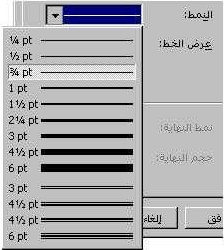 النمط:
عرض الخط:
¼ pt
½ pt
¾ pt
1 pt
1½ pt
2¼ pt
3 pt
4½ pt
6 pt
3 pt
4½ pt
4½ pt
6 pt
نمط النهاية:
حجم النهاية:
إلغاء
فق